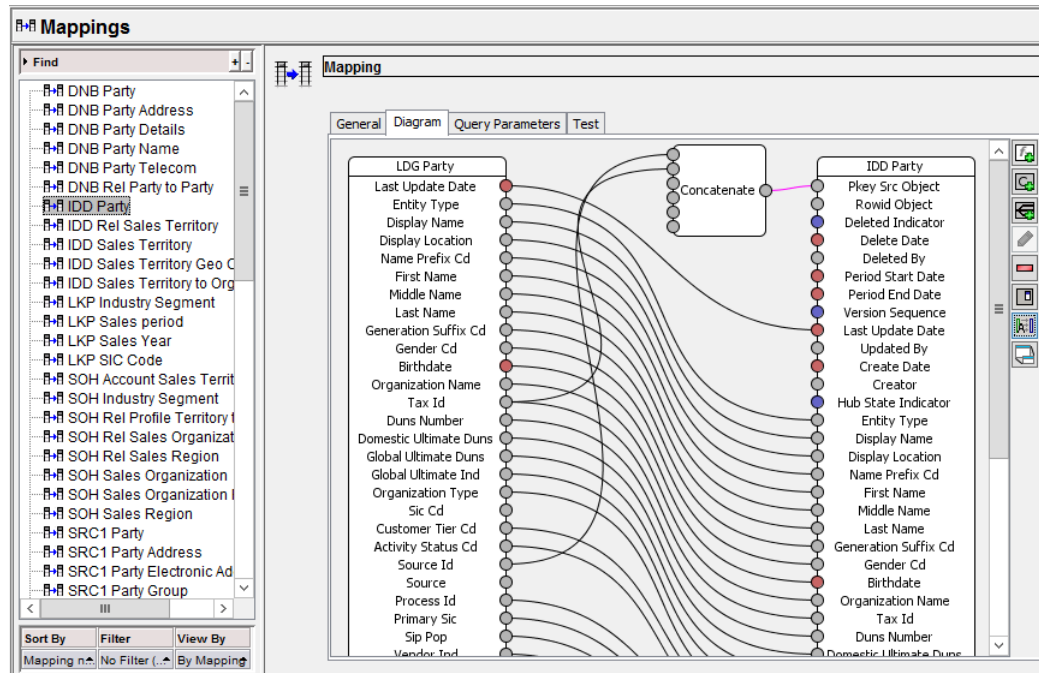 Mappings
Find
+ -
DNB Party
DNB Party Address
DNB Party Details
DNB Party Name
DNB Party Telecom
DNB Rel Party to Party
IDD Party
IDD Rel Sales Territory
IDD Sales Territory
IDD Sales Territory Geo
IDD Sales Territory to Org
LKP Industry Segment
LKP Sales period
LKP Sales Year
LKP SIC Code
SOH Account Sales Territ
SOH Industry Segment
SOH Rel Profile Territory t
SOH Rel Sales Organizat
SOH Rel Sales Region
SOH Sales Organization
SOH Sales Organization
SOH Sales Region
SRC1 Party
SRC1 Party Address
SRC1 Party Electronic Ad
SRC1 Party Group
Sort By Filter View By
Mapping n... No Filter (... By Mapping
Mapping
General Diagram Query Parameters Test
LDG Party
Last Update Date
Entity Type
Display Name
Display Location
Name Prefix Cd
First Name
Middle Name
Last Name
Generation Suffix Cd
Gender Cd
Birthdate
Organization Name
Tax Id
Duns Number
Domestic Ultimate Duns
Global Ultimate Duns
Global Ultimate Ind
Organization Type
Sic Cd
Customer Tier Cd
Activity Status Cd
Source Id
Source
Process Id
Primary Sic
Sip Pop
Vendor Ind
Concatenate
IDD Party
Pkey Src Object
Rowid Object
Deleted Indicator
Delete Date
Deleted By
Period Start Date
Period End Date
Version Sequence
Last Update Date
Updated By
Create Date
Creator
Hub State Indicator
Entity Type
Display Name
Display Location
Name Prefix Cd
First Name
Middle Name
Last Name
Generation Suffix Cd
Gender Cd
Birthdate
Organization Name
Tax Id
Duns Number
Domestic Ultimate Duns